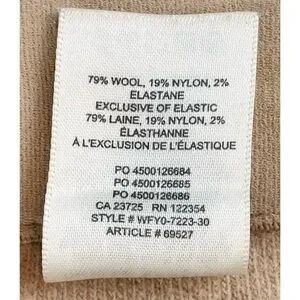 79% WOOL, 19% NYLON, 2%
ELASTANE
EXCLUSIVE OF ELASTIC
79% LAINE, 19% NYLON, 2%
ÉLASTHANNE
À L'EXCLUSION DE L'ÉLASTIQUE
PO 4500126684
PO 4500126685
PO 4500126686
CA 23725 RN 122354
STYLE # WFY0-7223-30
ARTICLE # 69527